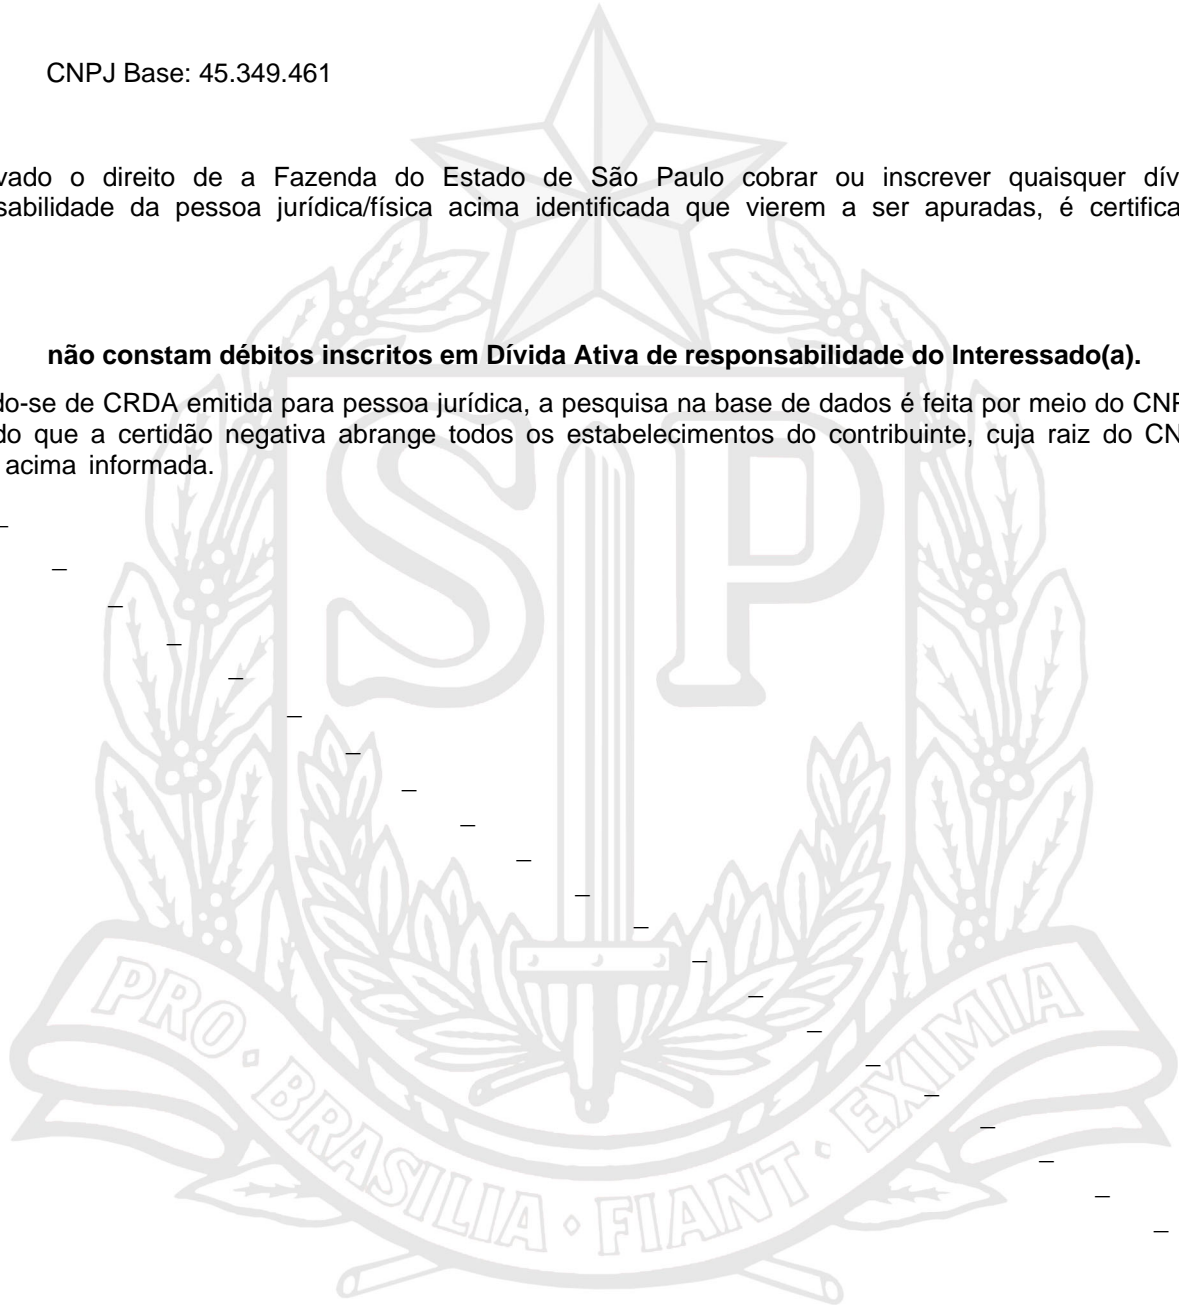 CNPJ Base: 45.349.461
vado o direito de a Fazenda do Estado de São Paulo cobrar ou inscrever quaisquer dív
sabilidade da pessoa jurídica/física acima identificada que vierem a ser apuradas, é certifica
não constam débitos inscritos em Dívida Ativa de responsabilidade do Interessado(a).
do-se de CRDA emitida para pessoa jurídica, a pesquisa na base de dados é feita por meio do CNP
do que a certidão negativa abrange todos os estabelecimentos do contribuinte, cuja raiz do CN
acima informada.
SP
PRO • BRASILIA • FIANT • EXIMIA